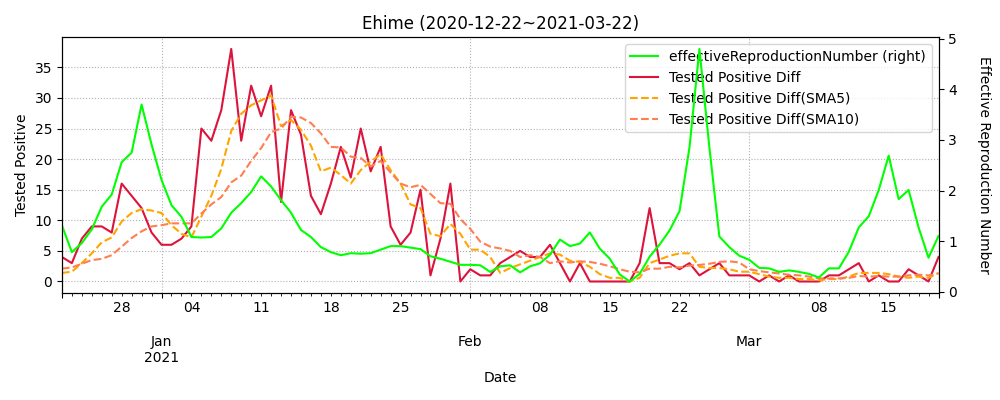 Ehime (2020-12-22~2021-03-22)
effectiveReproductionNumber (right)
Tested Positive Diff
Tested Positive Diff(SMA5)
Tested Positive Diff(SMA10)
Tested Positive
35
30
25
20
15
10
5
0
5
4
3
2
1
0
Effective Reproduction Number
28 04 11 18 25 08 15 22 08 15
Jan Feb Mar
2021
Date